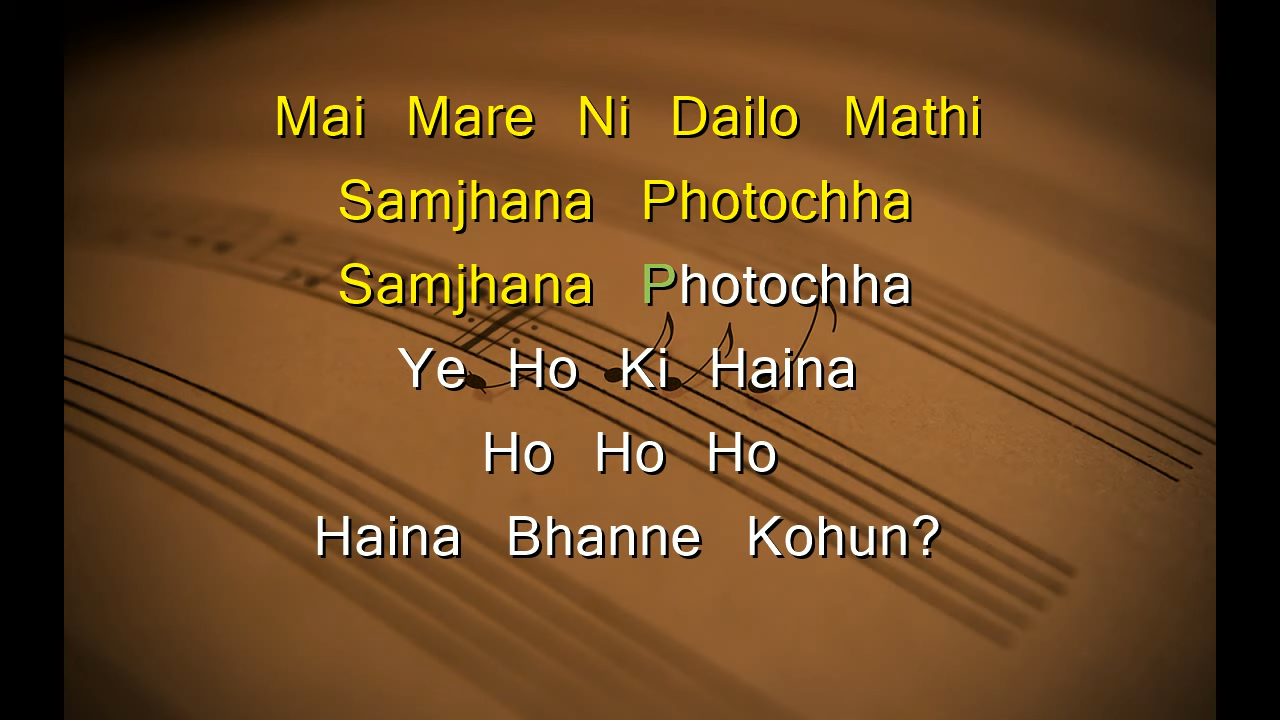 Mai Mare Ni Dailo Mathi
Samjhana Photochha
Samjhana Photochha
Ye Ho Ki Haina
Ho Ho Ho
Haina Bhanne Kohun?